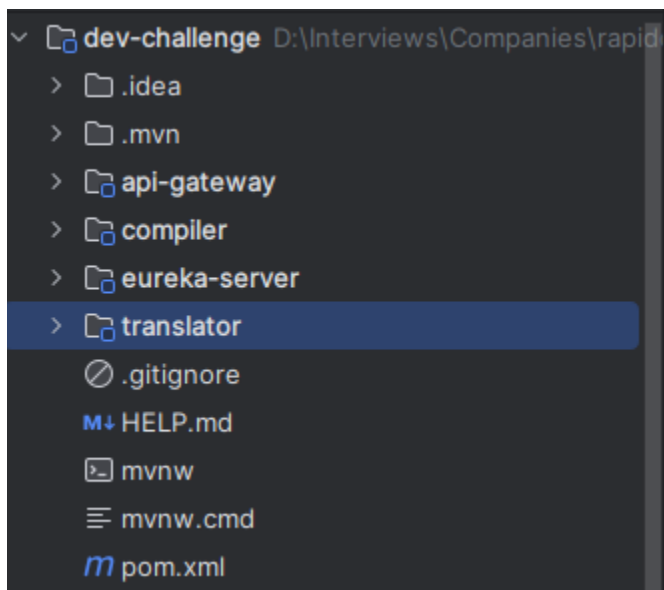 dev-challenge D:\Interviews\Companies\rapid
.idea
.mvn
api-gateway
compiler
eureka-server
translator
.gitignore
M↓ HELP.md
mvnw
mvnw.cmd
m pom.xml